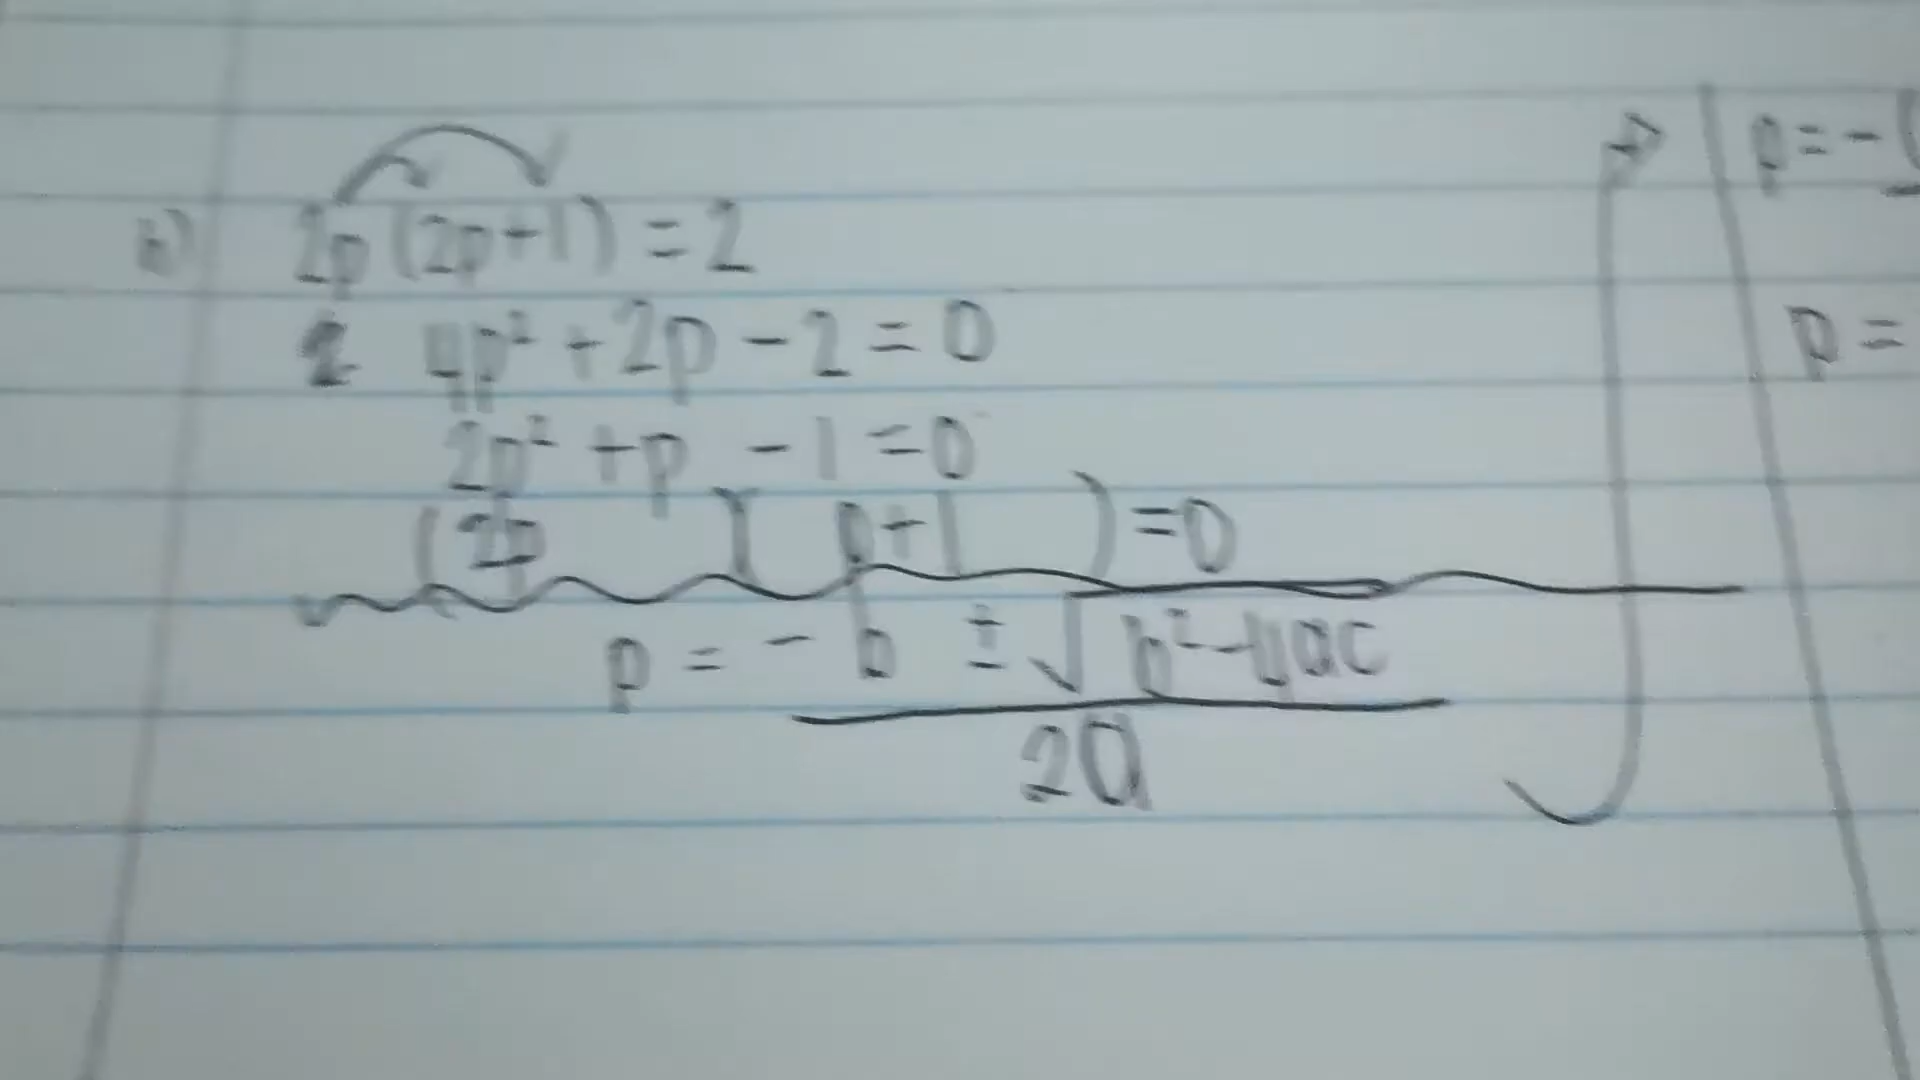 b) 2p (2p+1) = 2
4p² + 2p - 2 = 0
2p² + p - 1 = 0
(2p ) ( p+1 ) = 0
p = - b ± √ b² - 4ac
2a
p = - (
p =